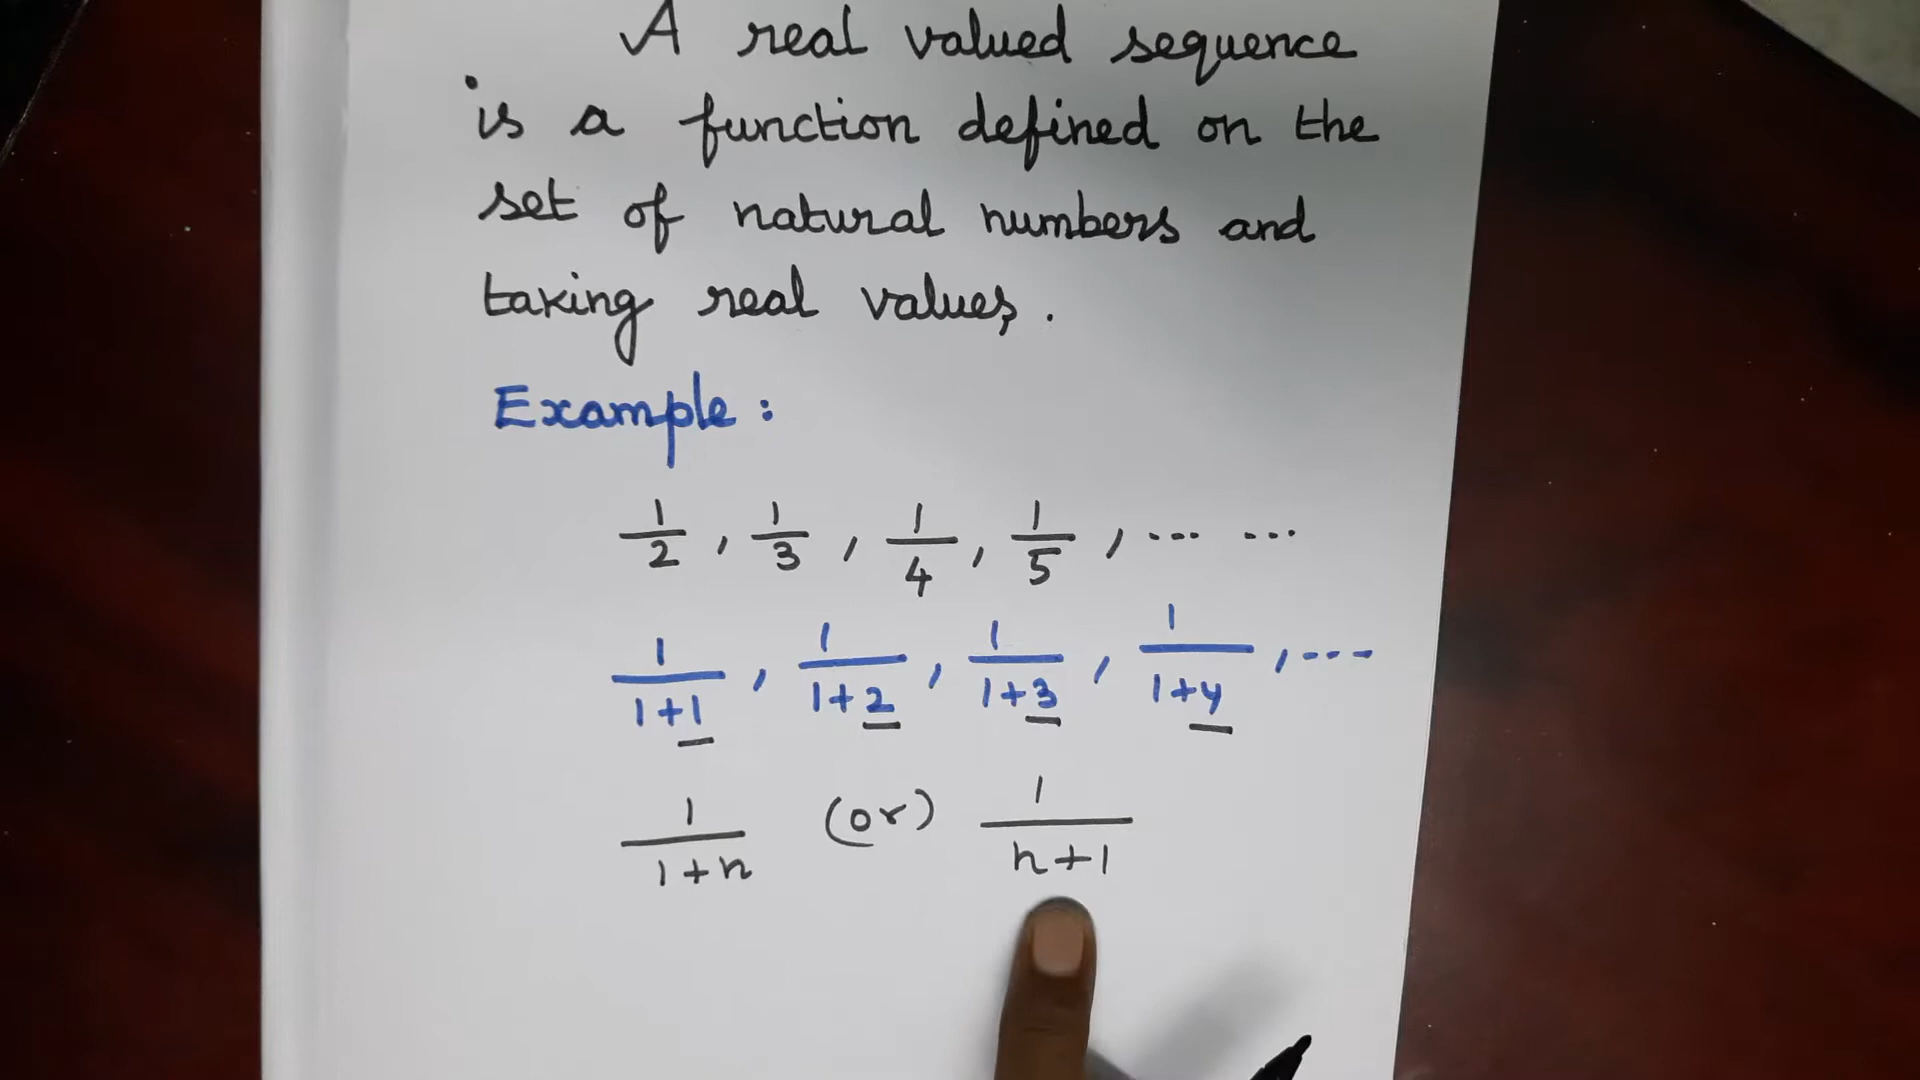 A real valued sequence
is a function defined on the
set of natural numbers and
taking real values.
Example:
1/2, 1/3, 1/4, 1/5, ... ...
1/(1+1), 1/(1+2), 1/(1+3), 1/(1+4), ...
1/(1+n) (or) 1/(n+1)